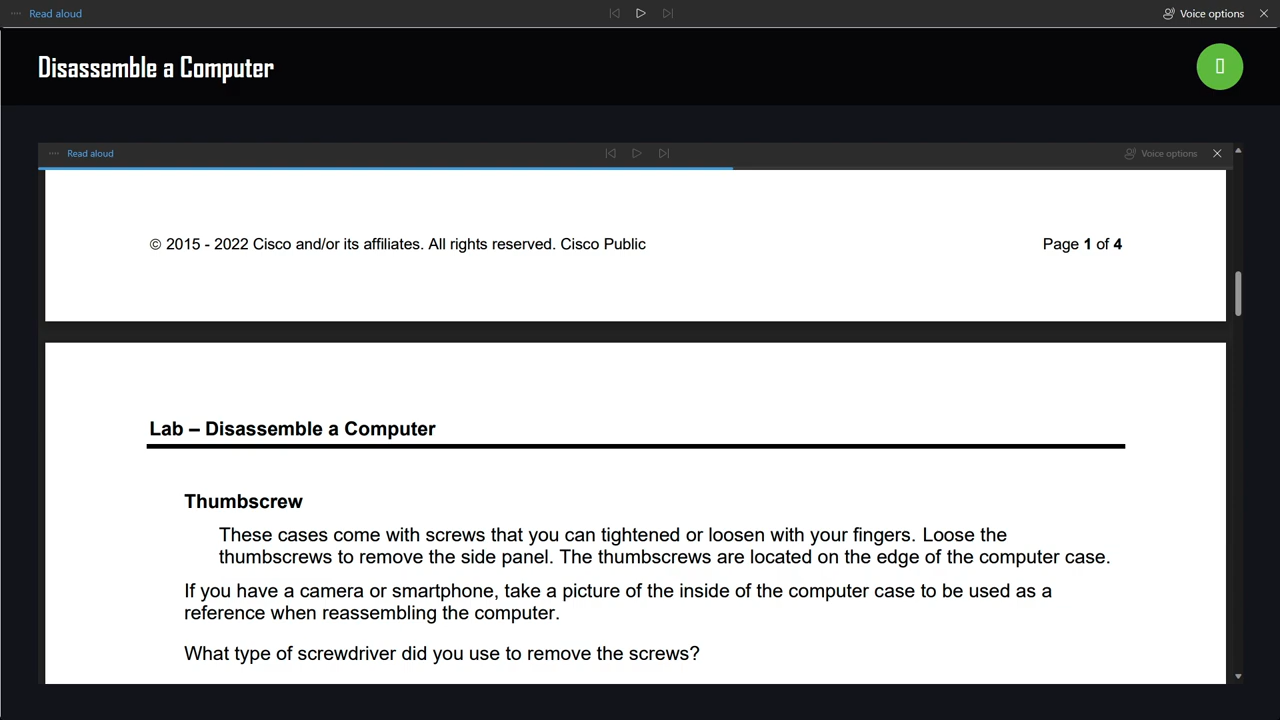 Read aloud
Voice options
Disassemble a Computer
Read aloud
Voice options
© 2015 - 2022 Cisco and/or its affiliates. All rights reserved. Cisco Public
Page 1 of 4
Lab – Disassemble a Computer
Thumbscrew
These cases come with screws that you can tightened or loosen with your fingers. Loose the
thumbscrews to remove the side panel. The thumbscrews are located on the edge of the computer case.
If you have a camera or smartphone, take a picture of the inside of the computer case to be used as a
reference when reassembling the computer.
What type of screwdriver did you use to remove the screws?